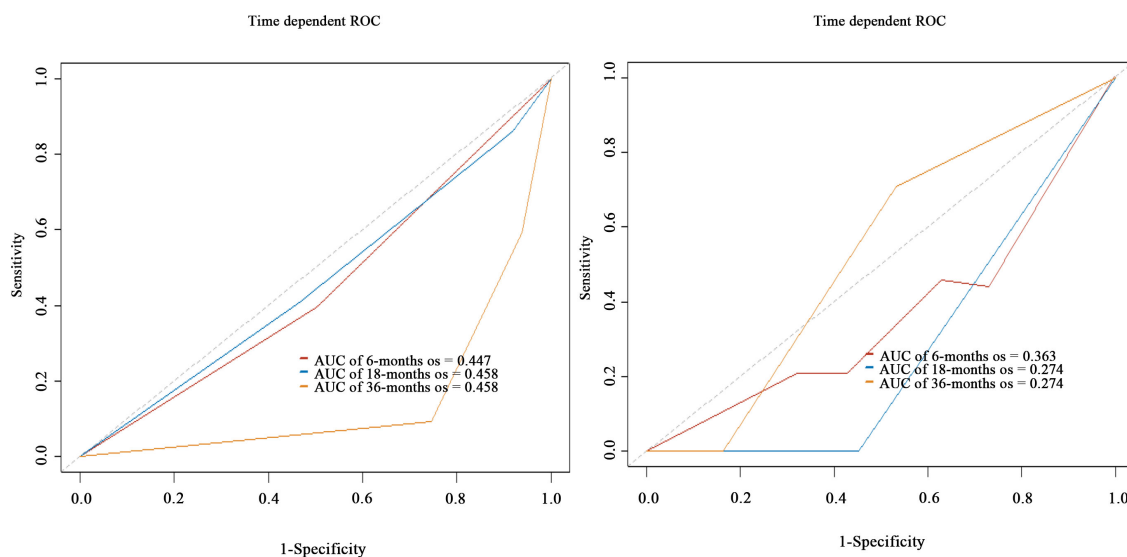 Time dependent ROC
1.0
0.8
0.6
0.4
0.2
0.0
Sensitivity
AUC of 6-months os = 0.447
AUC of 18-months os = 0.458
AUC of 36-months os = 0.458
0.0 0.2 0.4 0.6 0.8 1.0
1-Specificity
Time dependent ROC
1.0
0.8
0.6
0.4
0.2
0.0
Sensitivity
AUC of 6-months os = 0.363
AUC of 18-months os = 0.274
AUC of 36-months os = 0.274
0.0 0.2 0.4 0.6 0.8 1.0
1-Specificity